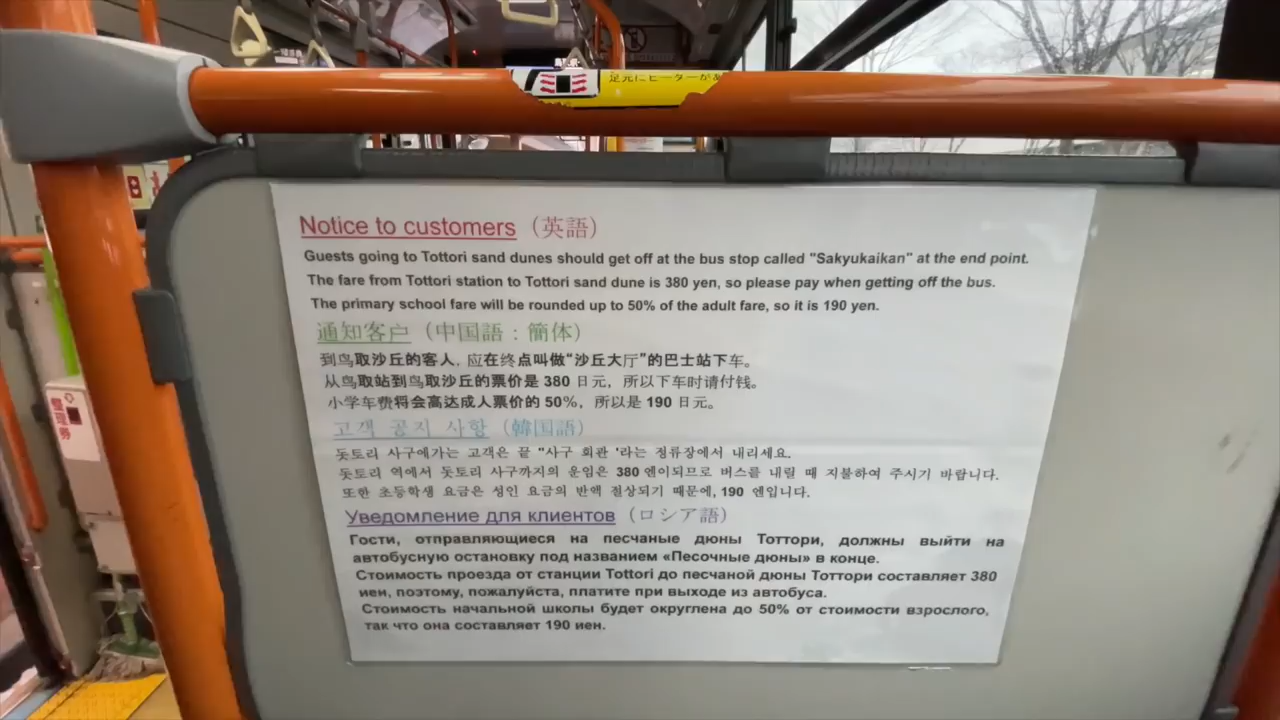 足元にヒーターがあ
Notice to customers（英語）
Guests going to Tottori sand dunes should get off at the bus stop called "Sakyukaikan" at the end point.
The fare from Tottori station to Tottori sand dune is 380 yen, so please pay when getting off the bus.
The primary school fare will be rounded up to 50% of the adult fare, so it is 190 yen.
通知客户（中国語：簡体）
到鸟取沙丘的客人, 应在终点叫做“沙丘大厅”的巴士站下车。
从鸟取站到鸟取沙丘的票价是 380 日元，所以下车时请付钱。
小学车费将会高达成人票价的 50%，所以是 190 日元。
고객 공지 사항（韓国語）
돗토리 사구에가는 고객은 끝 "사구 회관 '라는 정류장에서 내리세요.
돗토리 역에서 돗토리 사구까지의 운임은 380 엔이되므로 버스를 내릴 때 지불하여 주시기 바랍니다.
또한 초등학생 요금은 성인 요금의 반액 절상되기 때문에, 190 엔입니다.
Уведомление для клиентов（ロシア語）
Гости, отправляющиеся на песчаные дюны Тоттори, должны выйти на
автобусную остановку под названием «Песочные дюны» в конце.
Стоимость проезда от станции Tottori до песчаной дюны Тоттори составляет 380
иен, поэтому, пожалуйста, платите при выходе из автобуса.
Стоимость начальной школы будет округлена до 50% от стоимости взрослого,
так что она составляет 190 иен.
整理券